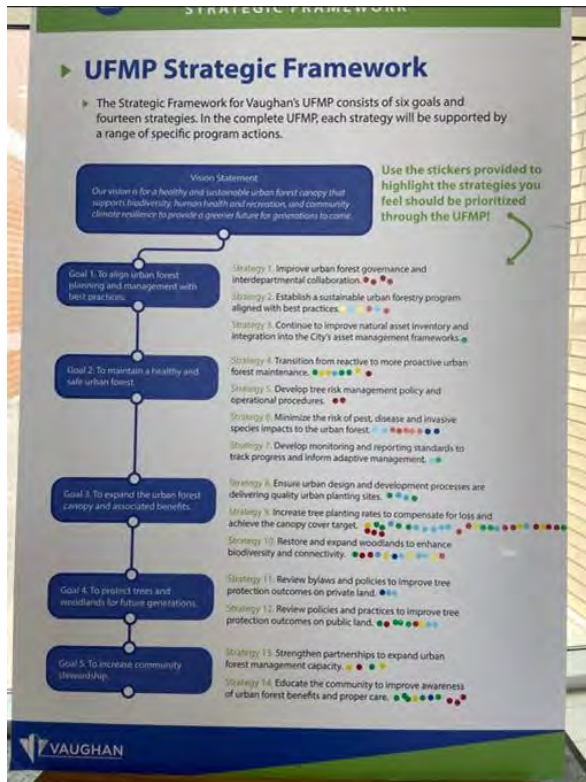 STRATEGIC FRAMEWORK
UFMP Strategic Framework
The Strategic Framework for Vaughan's UFMP consists of six goals and
fourteen strategies. In the complete UFMP, each strategy will be supported by
a range of specific program actions.
Vision Statement
Our vision is for a healthy and sustainable urban forest canopy that
supports biodiversity, human health and recreation, and community
climate resilience to provide a greener future for generations to come.
Use the stickers provided to
highlight the strategies you
feel should be prioritized
through the UFMP!
Goal 1. To align urban forest
planning and management with
best practices.
Strategy 1. Improve urban forest governance and
interdepartmental collaboration.
Strategy 2. Establish a sustainable urban forestry program
aligned with best practices.
Strategy 3. Continue to improve natural asset inventory and
integration into the City's asset management frameworks.
Goal 2. To maintain a healthy and
safe urban forest.
Strategy 4. Transition from reactive to more proactive urban
forest maintenance.
Strategy 5. Develop tree risk management policy and
operational procedures.
Strategy 6. Minimize the risk of pest, disease and invasive
species impacts to the urban forest.
Strategy 7. Develop monitoring and reporting standards to
track progress and inform adaptive management.
Goal 3. To expand the urban forest
canopy and associated benefits.
Strategy 8. Ensure urban design and development processes are
delivering quality urban planting sites.
Strategy 9. Increase tree planting rates to compensate for loss and
achieve the canopy cover target.
Strategy 10. Restore and expand woodlands to enhance
biodiversity and connectivity.
Goal 4. To protect trees and
woodlands for future generations.
Strategy 11. Review bylaws and policies to improve tree
protection outcomes on private land.
Strategy 12. Review policies and practices to improve tree
protection outcomes on public land.
Goal 5. To increase community
stewardship.
Strategy 13. Strengthen partnerships to expand urban
forest management capacity.
Strategy 14. Educate the community to improve awareness
of urban forest benefits and proper care.
VAUGHAN